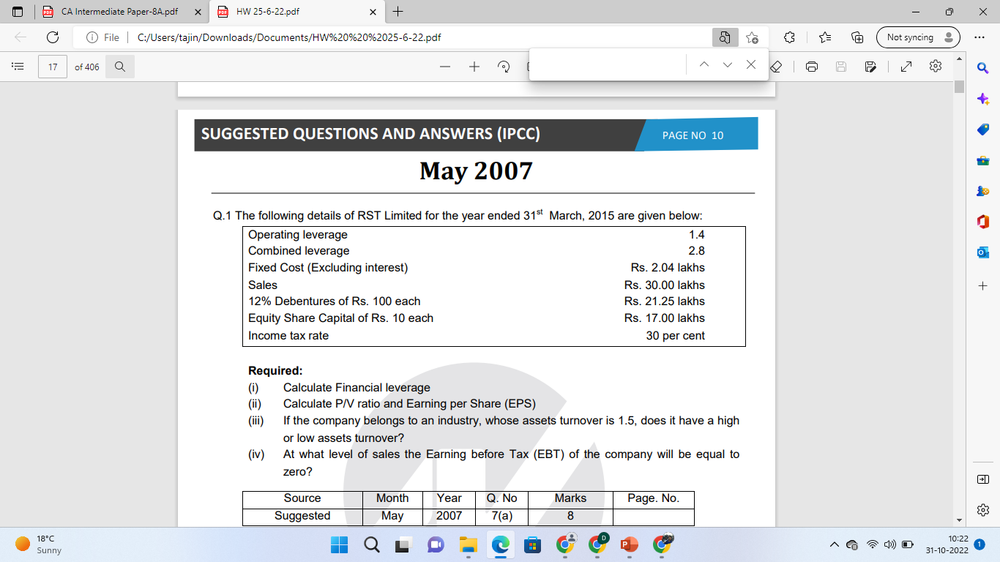 CA Intermediate Paper-8A.pdf
HW 25-6-22.pdf
File
C:/Users/tajin/Downloads/Documents/HW%20%20%2025-6-22.pdf
Not syncing
17 of 406
SUGGESTED QUESTIONS AND ANSWERS (IPCC)
PAGE NO 10
May 2007
Q.1 The following details of RST Limited for the year ended 31st March, 2015 are given below:
Operating leverage 1.4
Combined leverage 2.8
Fixed Cost (Excluding interest) Rs. 2.04 lakhs
Sales Rs. 30.00 lakhs
12% Debentures of Rs. 100 each Rs. 21.25 lakhs
Equity Share Capital of Rs. 10 each Rs. 17.00 lakhs
Income tax rate 30 per cent
Required:
(i) Calculate Financial leverage
(ii) Calculate P/V ratio and Earning per Share (EPS)
(iii) If the company belongs to an industry, whose assets turnover is 1.5, does it have a high
or low assets turnover?
(iv) At what level of sales the Earning before Tax (EBT) of the company will be equal to
zero?
Source Month Year Q. No Marks Page. No.
Suggested May 2007 7(a) 8
18°C
Sunny
10:22
31-10-2022
1